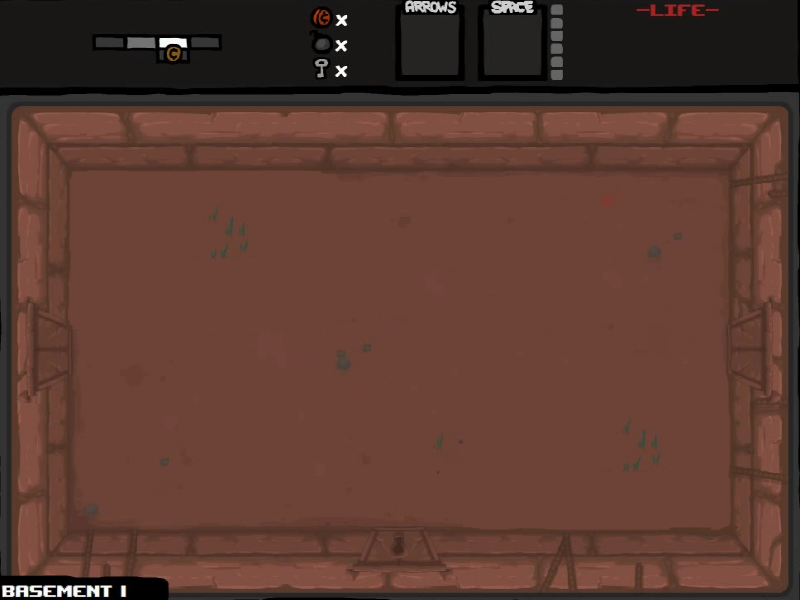 ARROWS
SPACE
-LIFE-
x
x
x
C
BASEMENT I